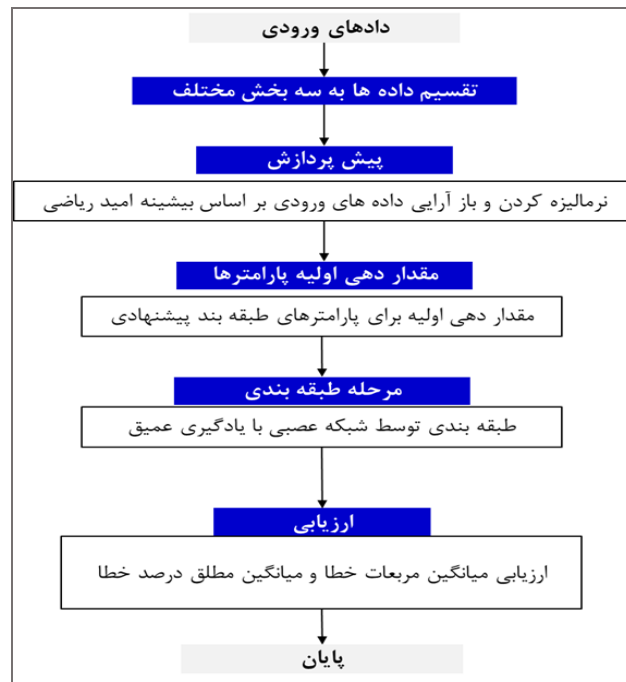 دادهای ورودی
تقسیم داده ها به سه بخش مختلف
پیش پردازش
نرمالیزه کردن و باز آرایی داده های ورودی بر اساس بیشینه امید ریاضی
مقدار دهی اولیه پارامترها
مقدار دهی اولیه برای پارامترهای طبقه بند پیشنهادی
مرحله طبقه بندی
طبقه بندی توسط شبکه عصبی با یادگیری عمیق
ارزیابی
ارزیابی میانگین مربعات خطا و میانگین مطلق درصد خطا
پایان